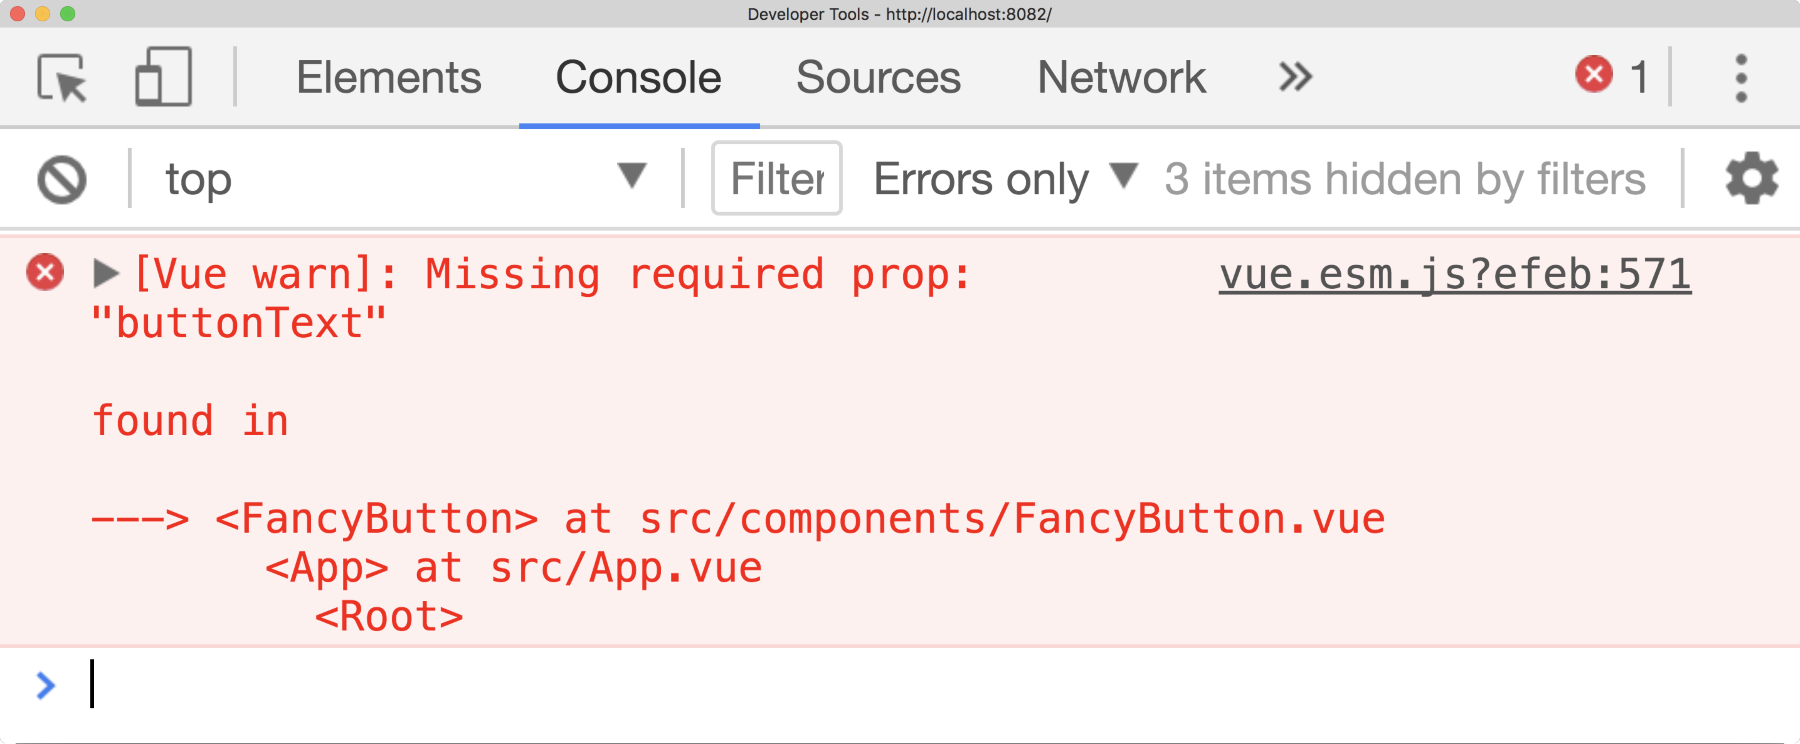 Developer Tools - http://localhost:8082/
Elements Console Sources Network 1
top Filter Errors only 3 items hidden by filters
[Vue warn]: Missing required prop: vue.esm.js?efeb:571
"buttonText"
found in
---> <FancyButton> at src/components/FancyButton.vue
<App> at src/App.vue
<Root>